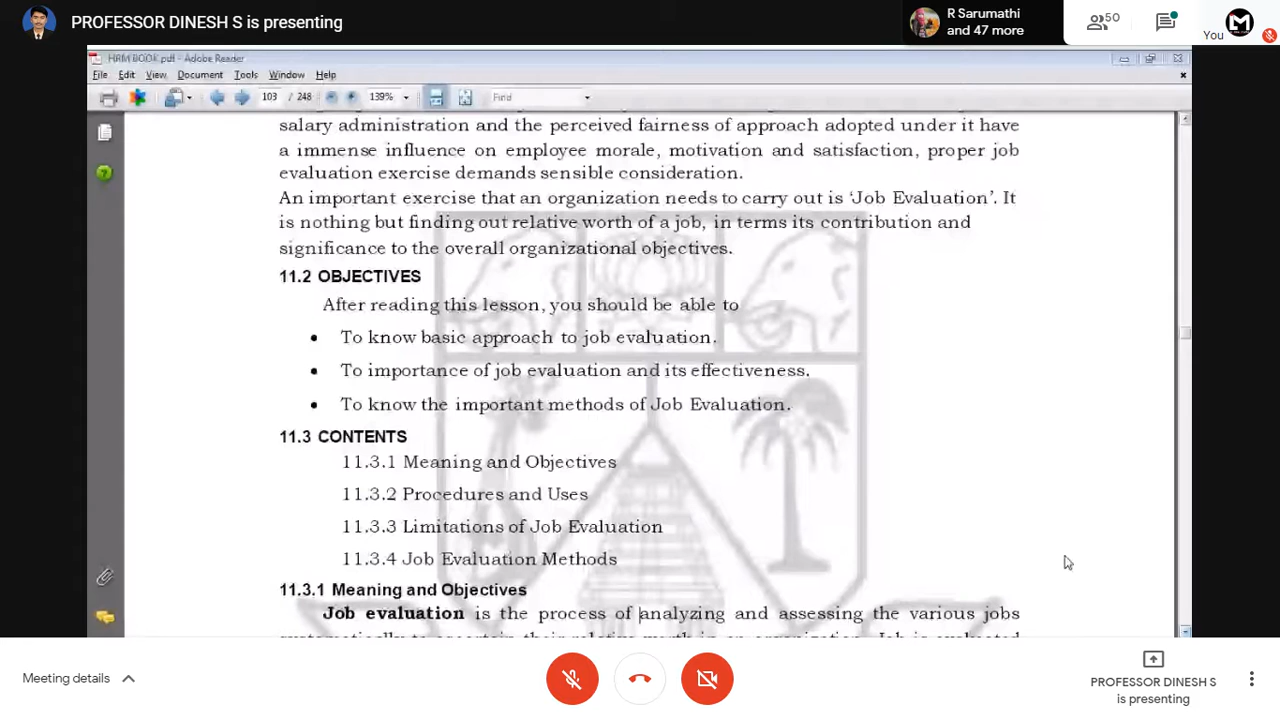 PROFESSOR DINESH S is presenting
R Sarumathi
and 47 more
50
You
HRM BOOK.pdf - Adobe Reader
File Edit View Document Tools Window Help
103 / 248 139% Find
salary administration and the perceived fairness of approach adopted under it have
a immense influence on employee morale, motivation and satisfaction, proper job
evaluation exercise demands sensible consideration.
An important exercise that an organization needs to carry out is ‘Job Evaluation’. It
is nothing but finding out relative worth of a job, in terms its contribution and
significance to the overall organizational objectives.
11.2 OBJECTIVES
After reading this lesson, you should be able to
• To know basic approach to job evaluation.
• To importance of job evaluation and its effectiveness.
• To know the important methods of Job Evaluation.
11.3 CONTENTS
11.3.1 Meaning and Objectives
11.3.2 Procedures and Uses
11.3.3 Limitations of Job Evaluation
11.3.4 Job Evaluation Methods
11.3.1 Meaning and Objectives
Job evaluation is the process of analyzing and assessing the various jobs
Meeting details
PROFESSOR DINESH S
is presenting